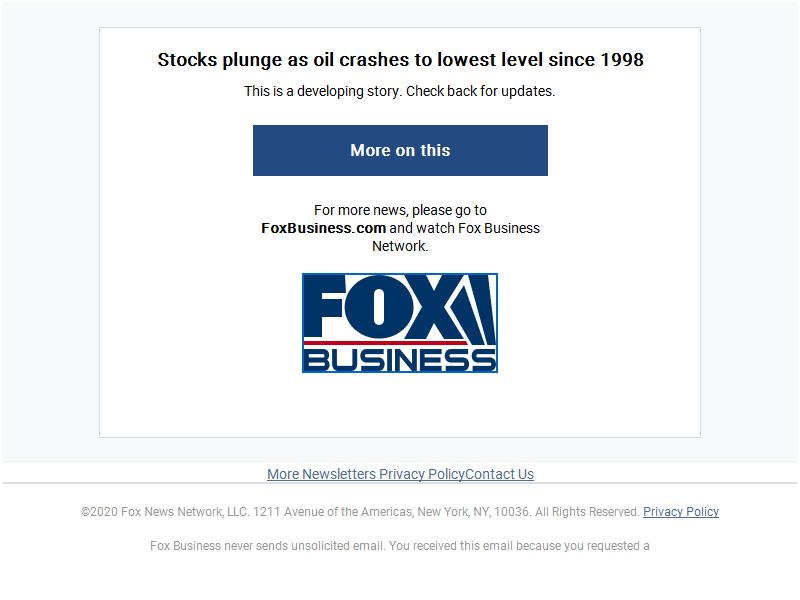 Stocks plunge as oil crashes to lowest level since 1998
This is a developing story. Check back for updates.
More on this
For more news, please go to
FoxBusiness.com and watch Fox Business
Network.
FOX
BUSINESS
More Newsletters Privacy PolicyContact Us
©2020 Fox News Network, LLC. 1211 Avenue of the Americas, New York, NY, 10036. All Rights Reserved. Privacy Policy
Fox Business never sends unsolicited email. You received this email because you requested a